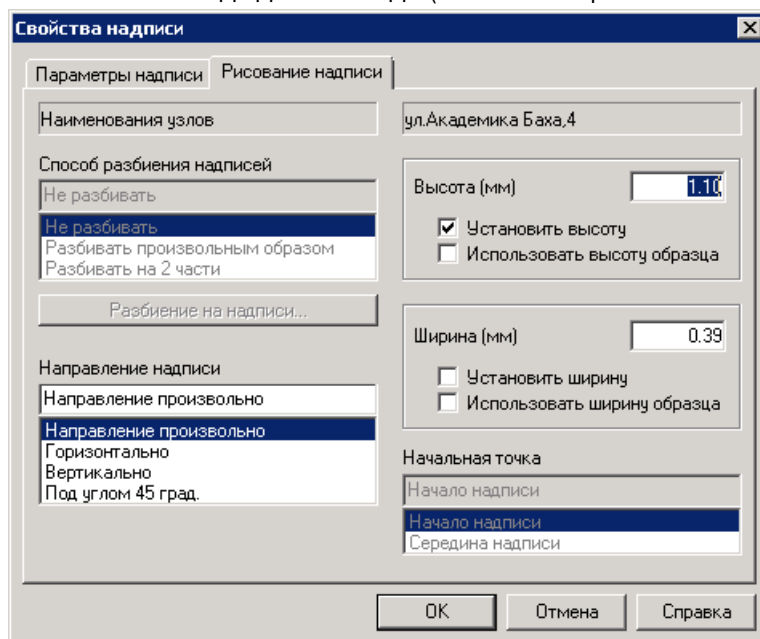 Свойства надписи
Параметры надписи
Рисование надписи
Наименования узлов
ул.Академика Баха,4
Способ разбиения надписей
Не разбивать
Не разбивать
Разбивать произвольным образом
Разбивать на 2 части
Разбиение на надписи...
Направление надписи
Направление произвольно
Направление произвольно
Горизонтально
Вертикально
Под углом 45 град.
Высота (мм)
1.10
Установить высоту
Использовать высоту образца
Ширина (мм)
0.39
Установить ширину
Использовать ширину образца
Начальная точка
Начало надписи
Начало надписи
Середина надписи
OK
Отмена
Справка